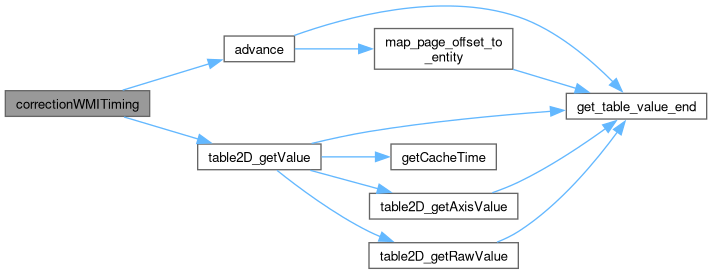 correctionWMITiming
advance
map_page_offset_to
_entity
get_table_value_end
table2D_getValue
getCacheTime
table2D_getAxisValue
table2D_getRawValue